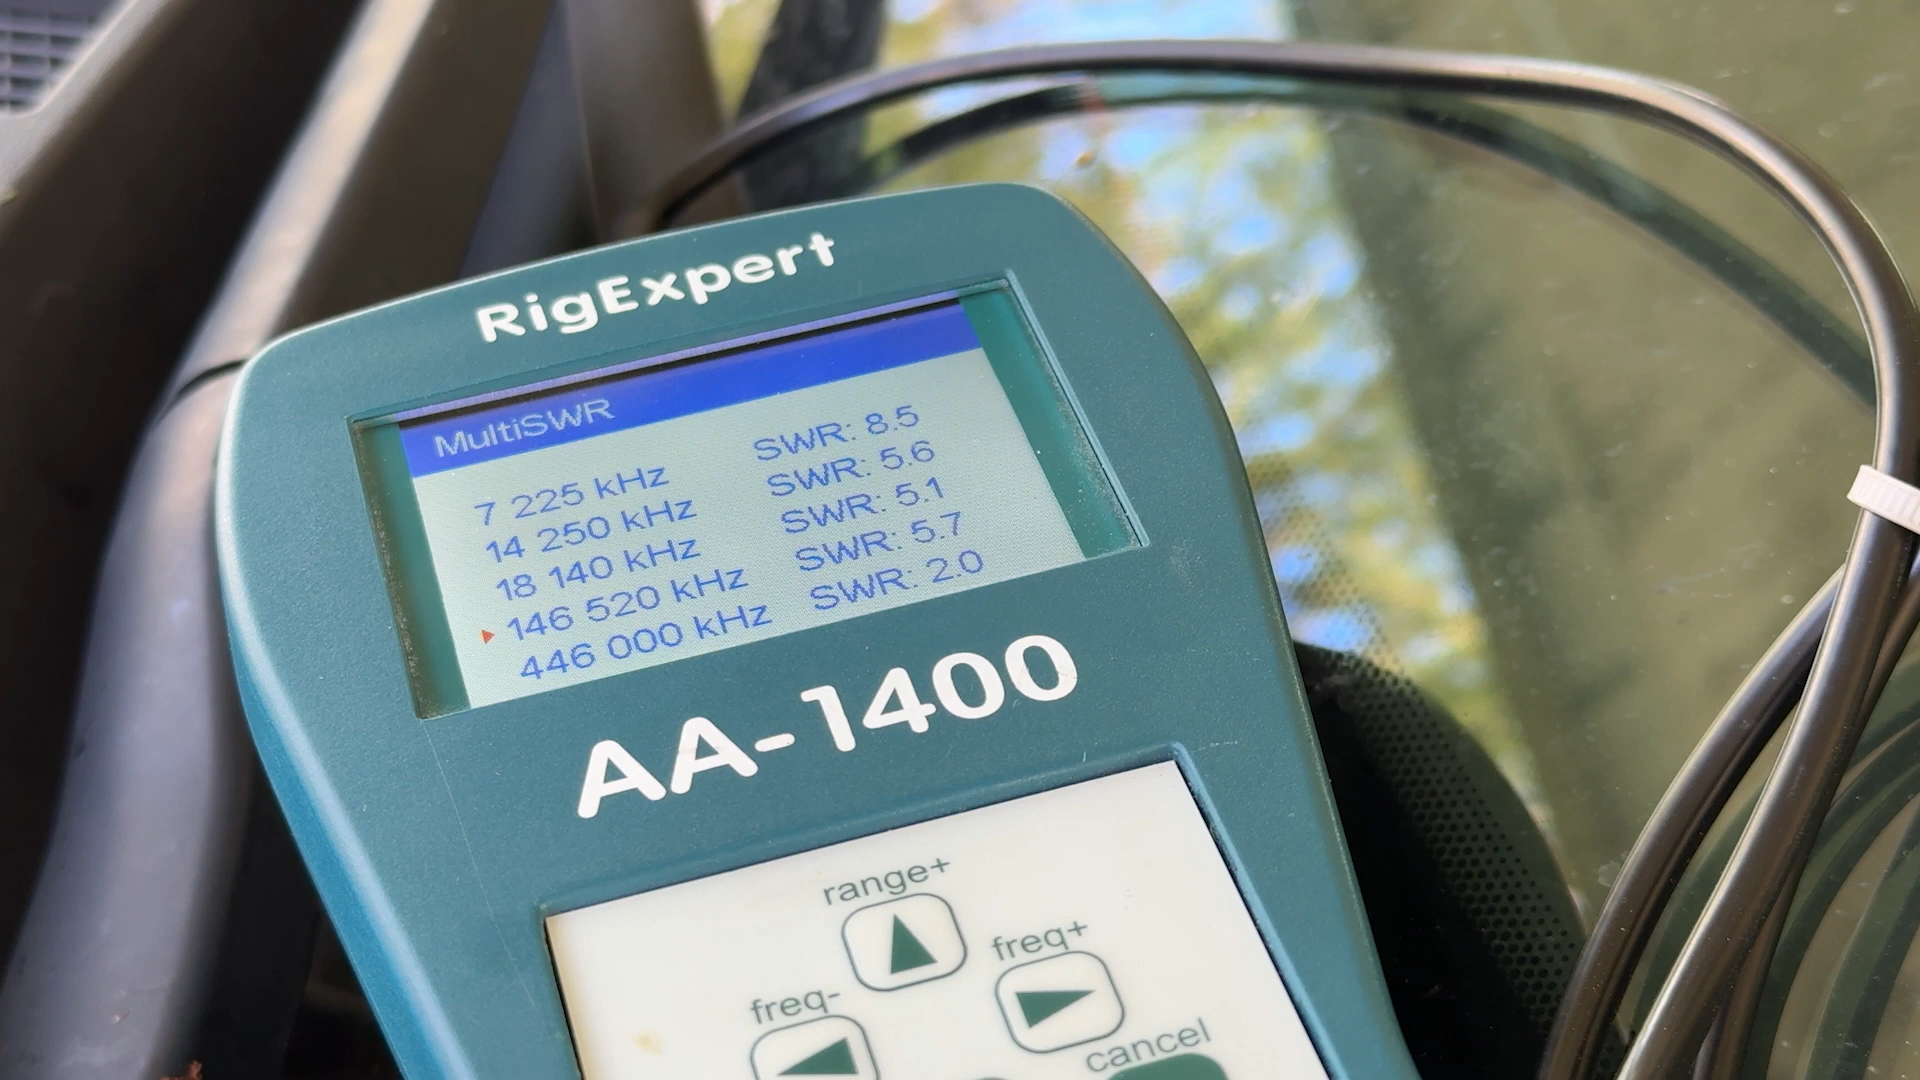 RigExpert
MultiSWR
7 225 kHz SWR: 8.5
14 250 kHz SWR: 5.6
18 140 kHz SWR: 5.1
146 520 kHz SWR: 5.7
446 000 kHz SWR: 2.0
AA-1400
range+
freq+
freq-
cancel